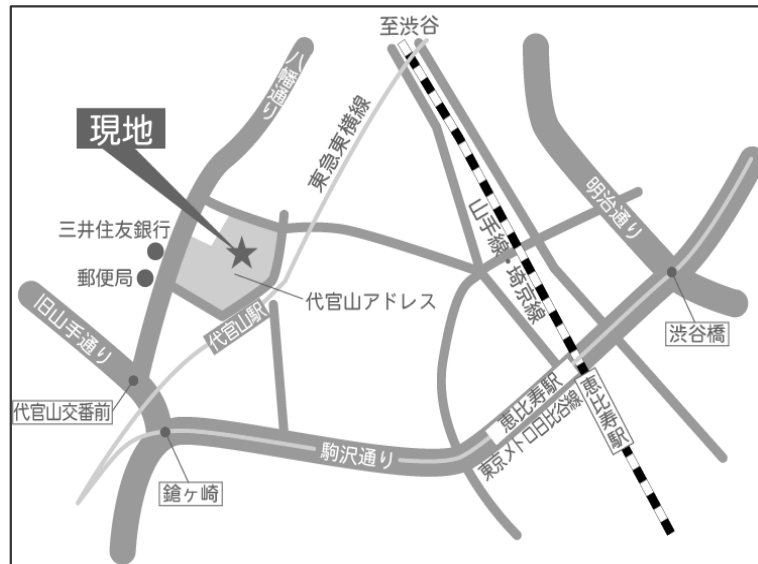 至渋谷
八幡通り
現地
東急東横線
三井住友銀行
郵便局
代官山アドレス
代官山駅
旧山手通り
代官山交番前
鎗ヶ崎
駒沢通り
山手線・埼京線
明治通り
渋谷橋
恵比寿駅
東京メトロ日比谷線
恵比寿駅